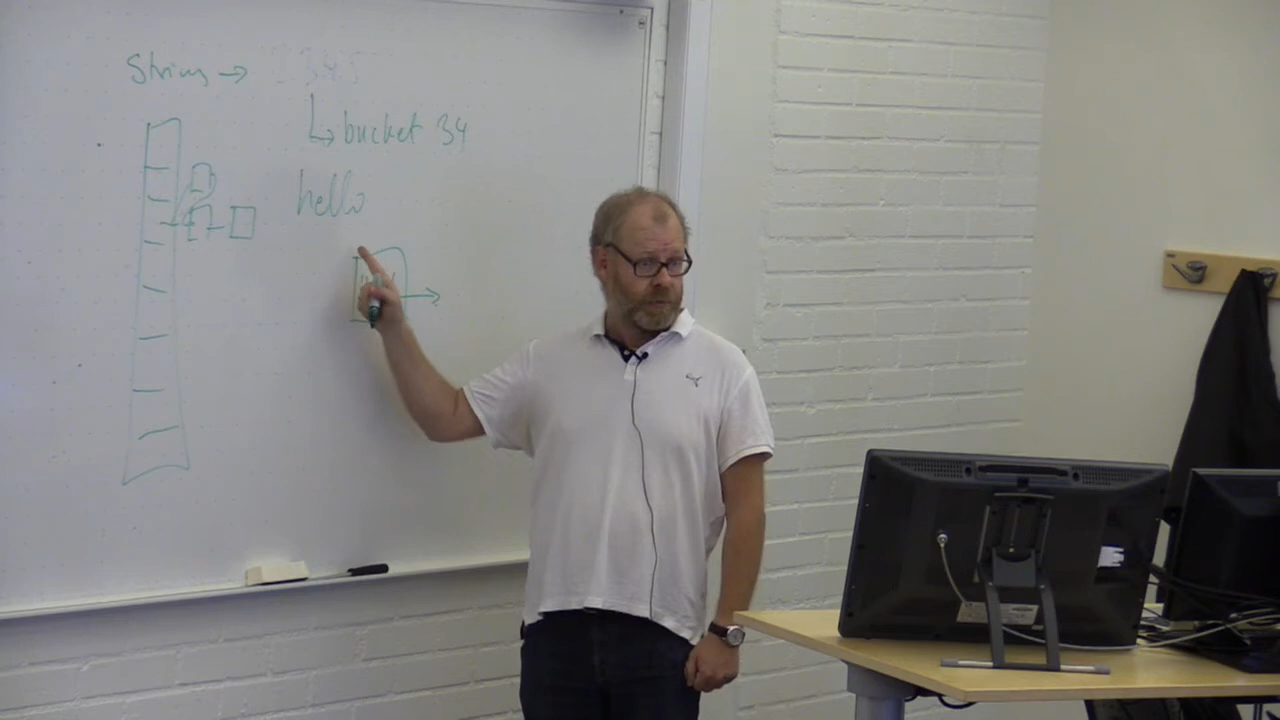 String →
↳ bucket 34
hello